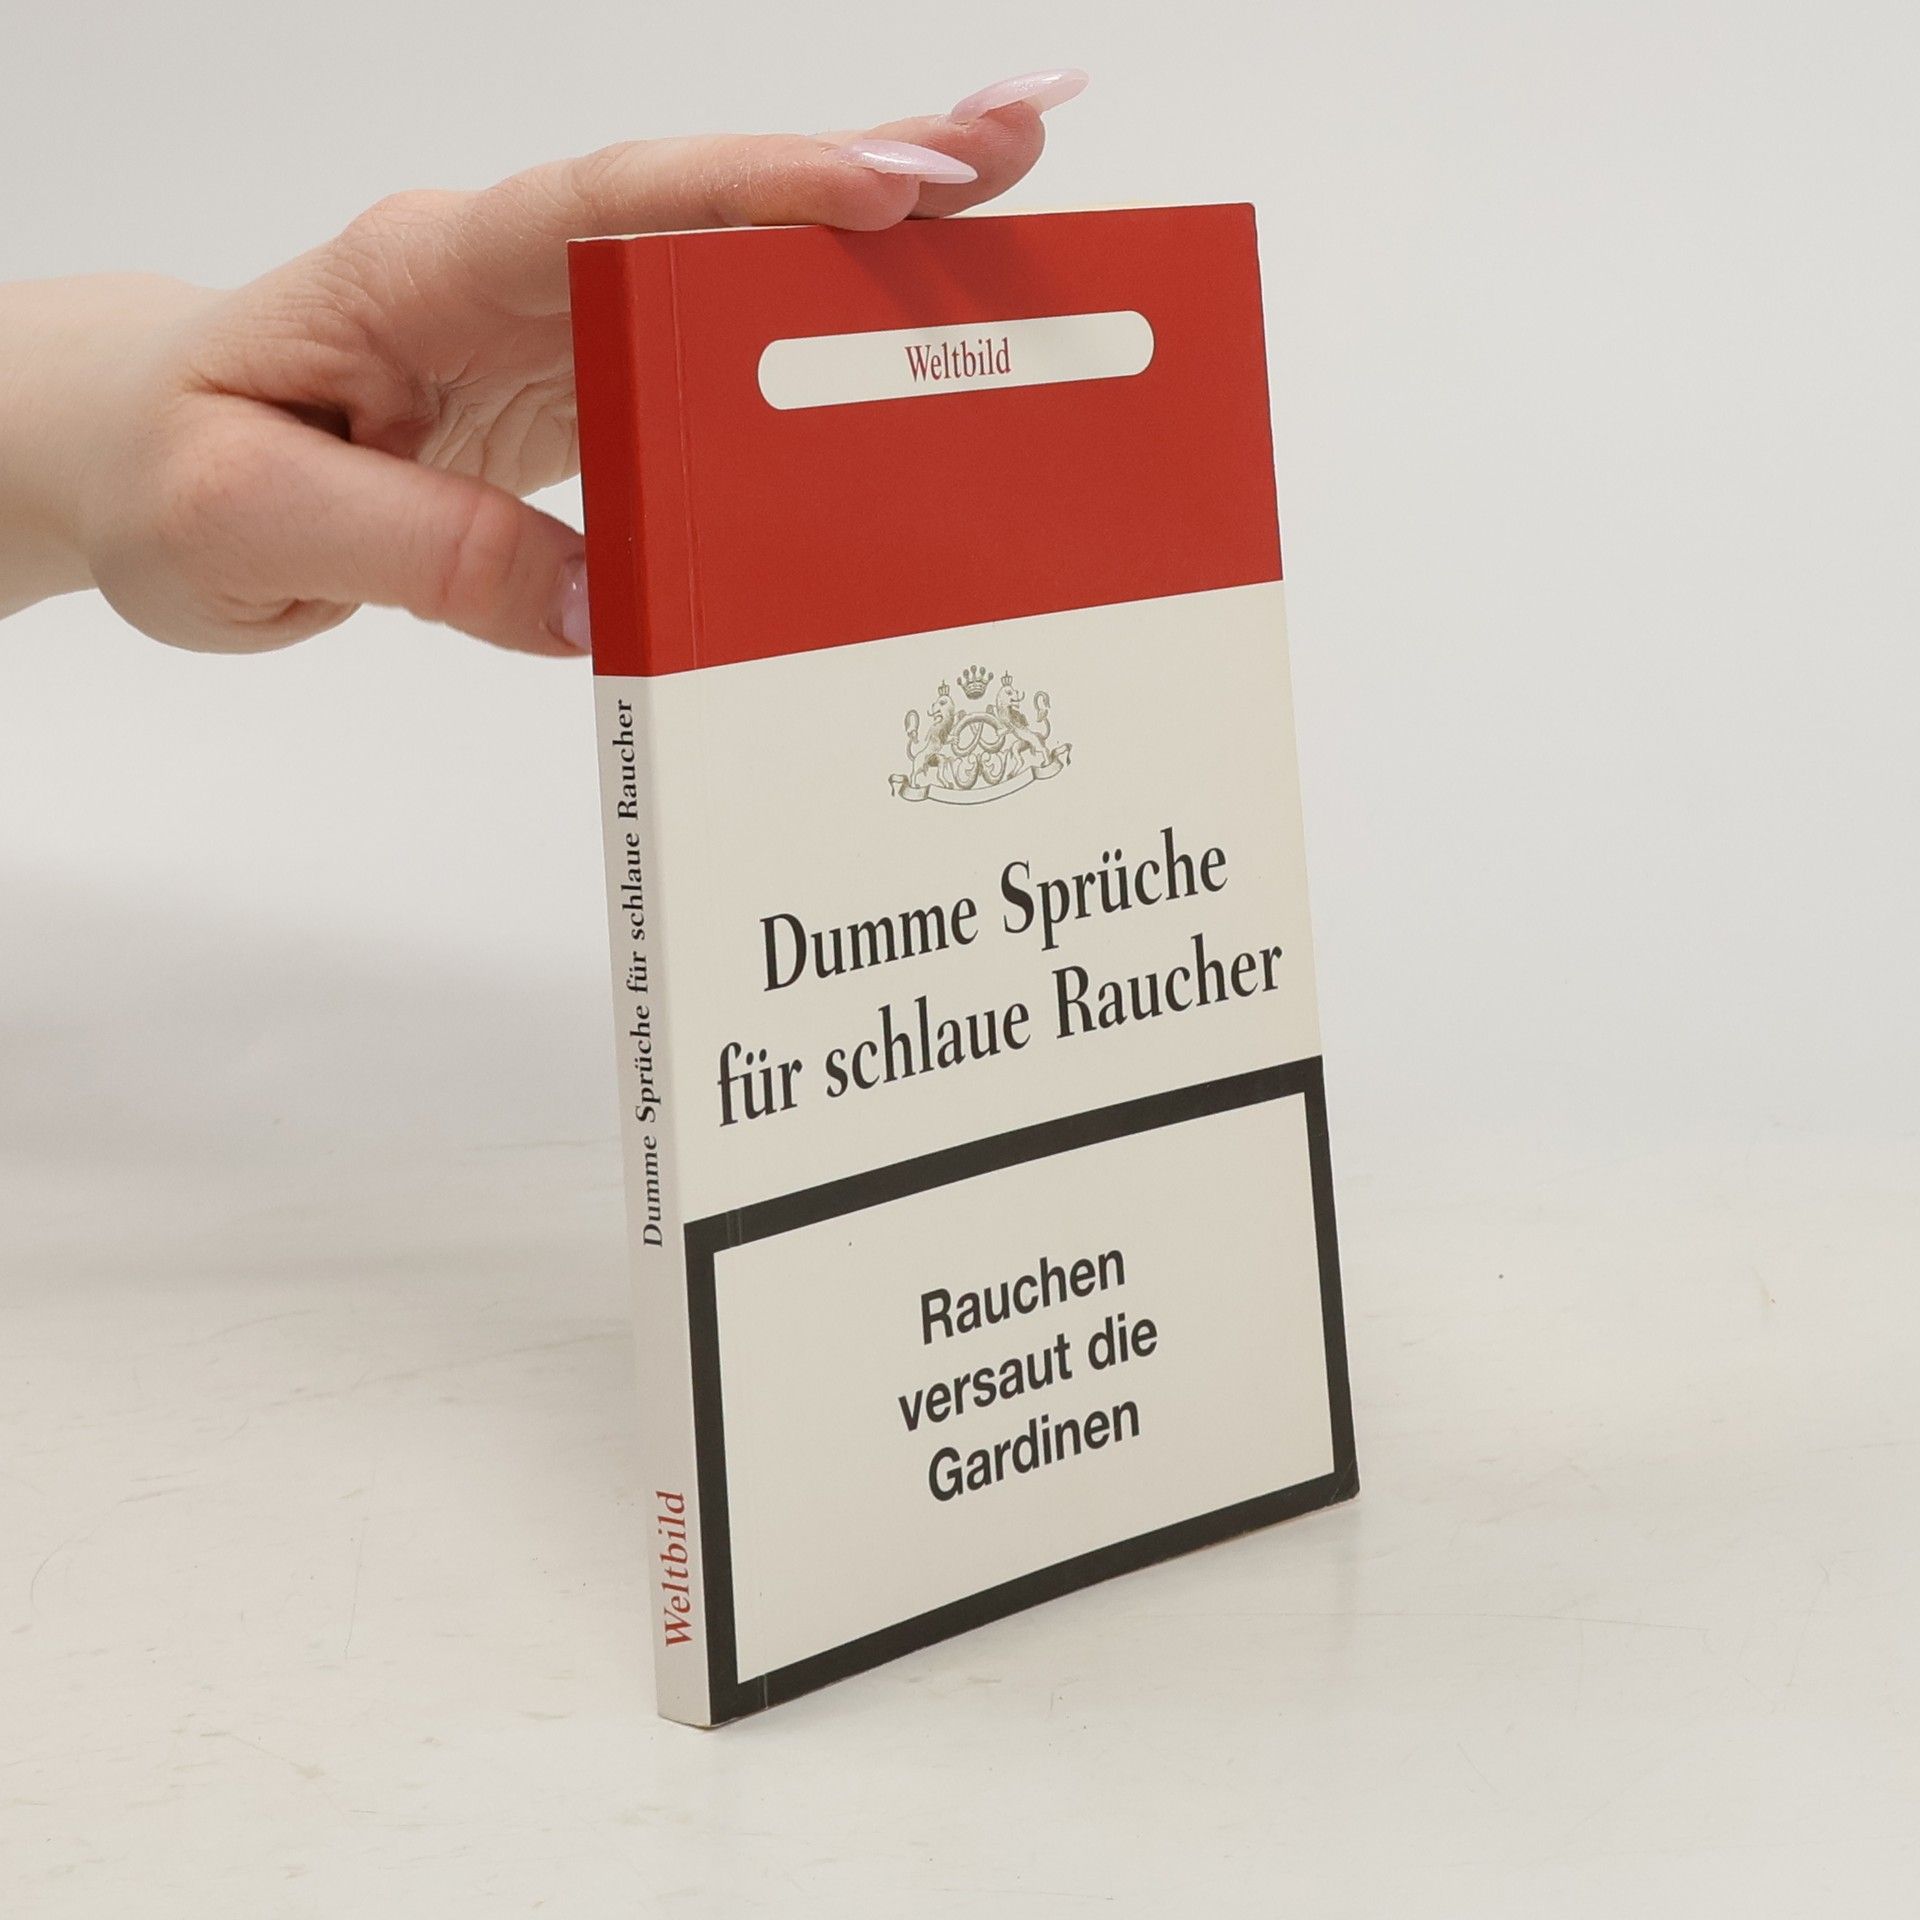 Weltbild
Dumme Sprüche
für schlaue Raucher
Rauchen
versaut die
Gardinen
Dumme Sprüche für schlaue Raucher
Weltbild